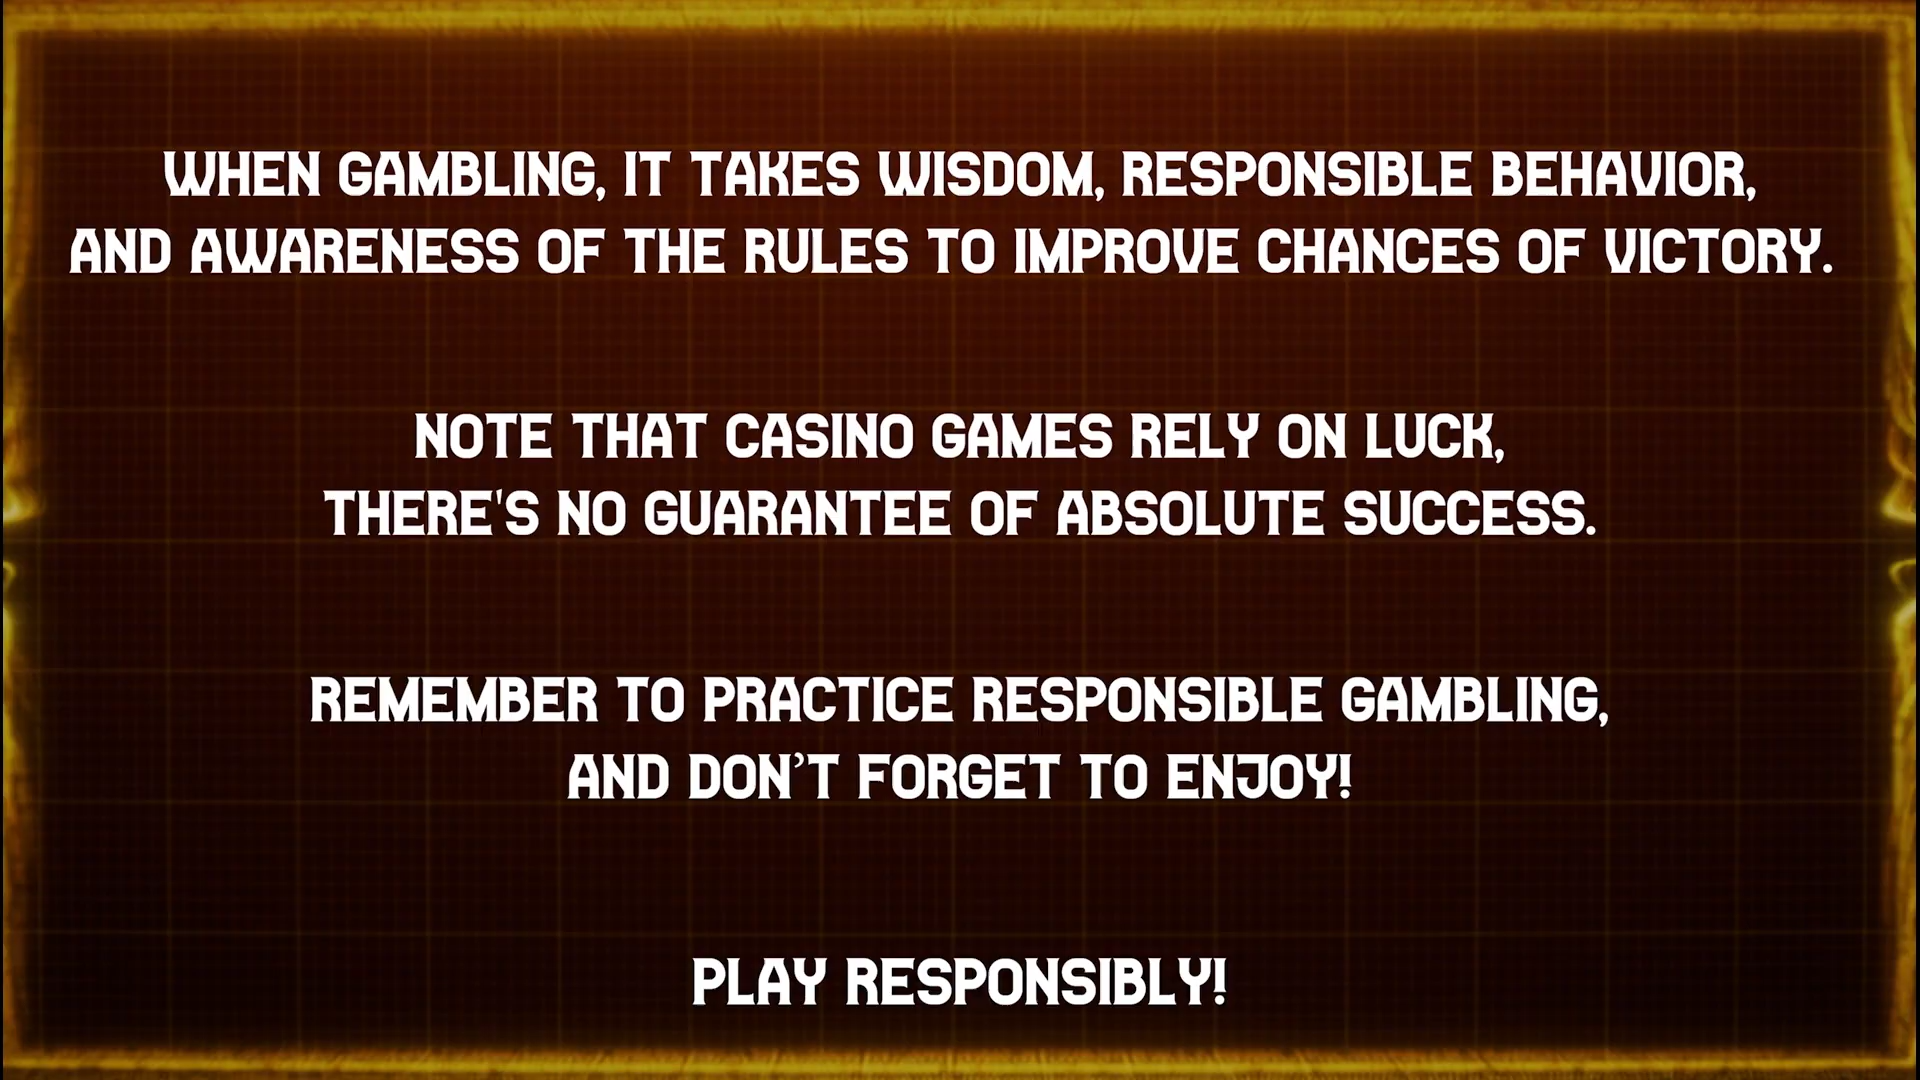 WHEN GAMBLING, IT TAKES WISDOM, RESPONSIBLE BEHAVIOR,
AND AWARENESS OF THE RULES TO IMPROVE CHANCES OF VICTORY.
NOTE THAT CASINO GAMES RELY ON LUCK,
THERE'S NO GUARANTEE OF ABSOLUTE SUCCESS.
REMEMBER TO PRACTICE RESPONSIBLE GAMBLING,
AND DON’T FORGET TO ENJOY!
PLAY RESPONSIBLY!